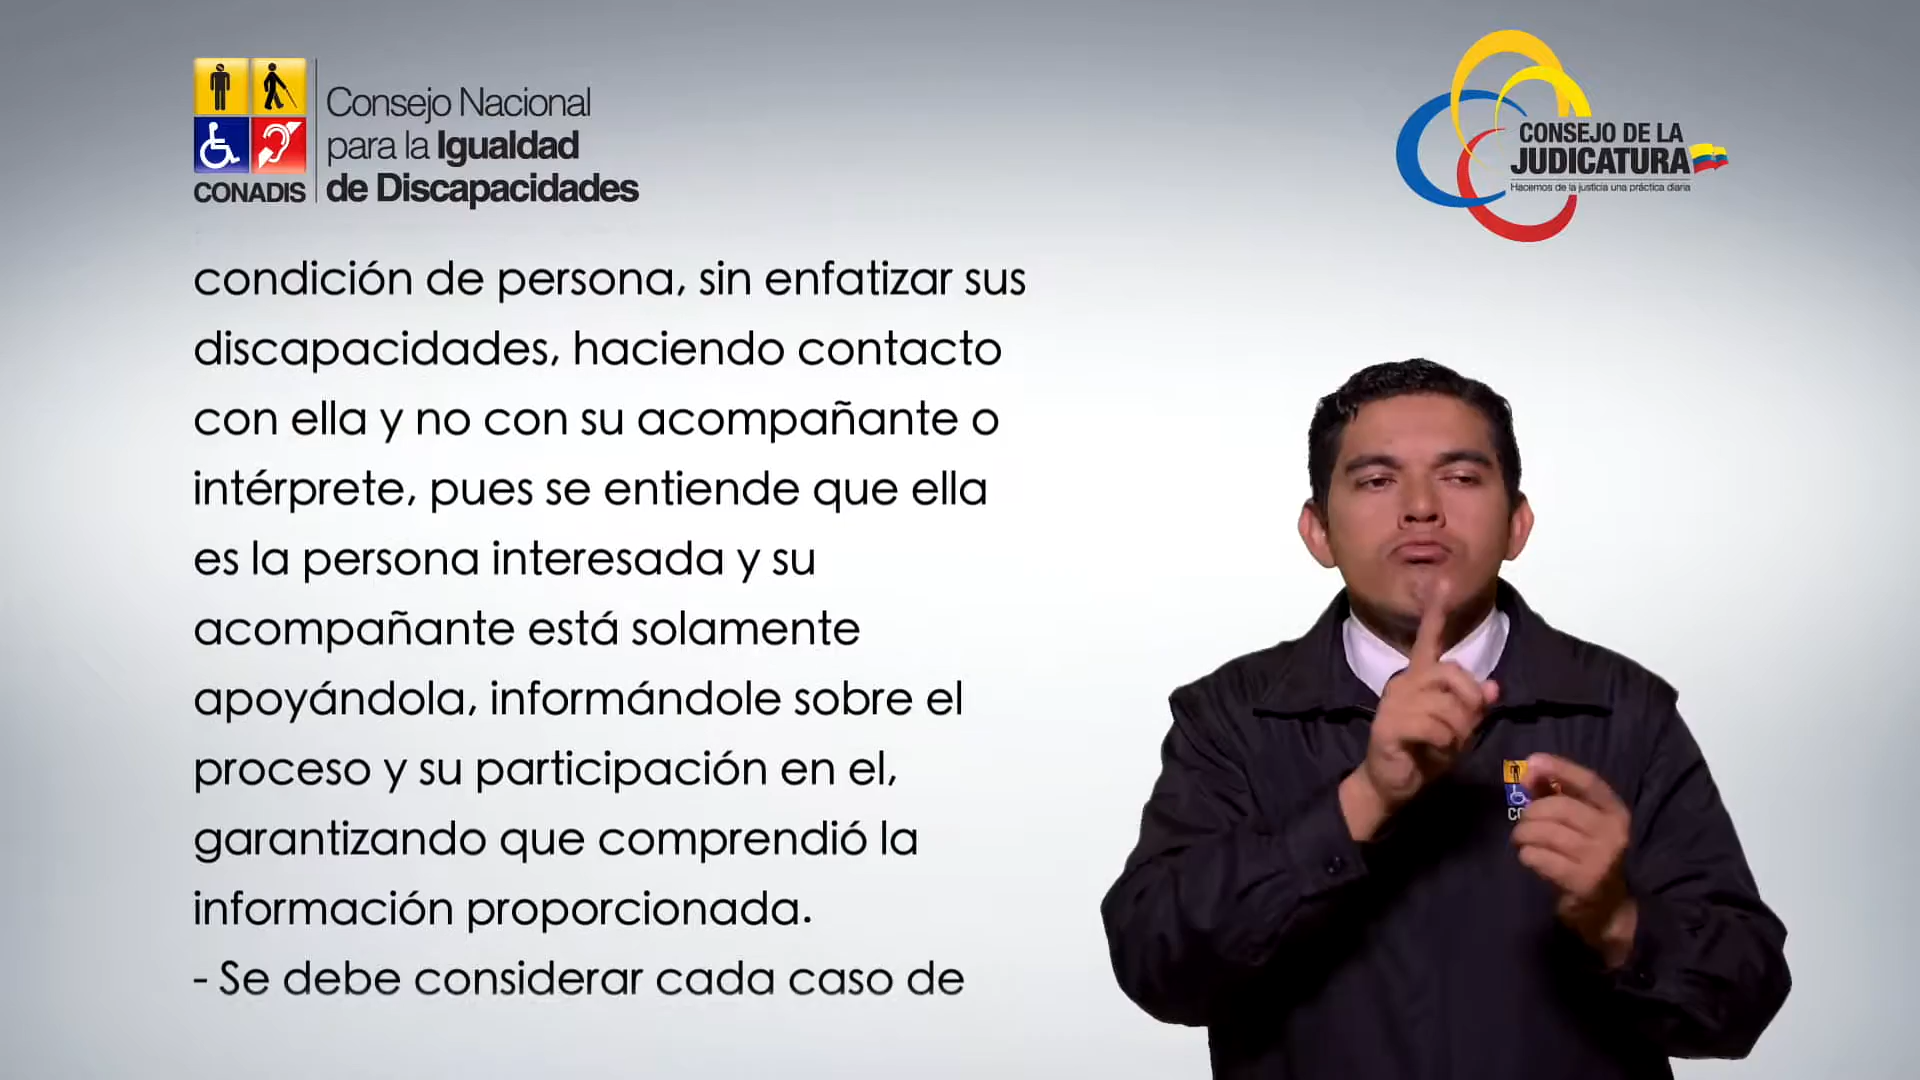 Consejo Nacional
para la Igualdad
de Discapacidades
CONADIS
CONSEJO DE LA
JUDICATURA
Hacemos de la justicia una práctica diaria
condición de persona, sin enfatizar sus
discapacidades, haciendo contacto
con ella y no con su acompañante o
intérprete, pues se entiende que ella
es la persona interesada y su
acompañante está solamente
apoyándola, informándole sobre el
proceso y su participación en el,
garantizando que comprendió la
información proporcionada.
- Se debe considerar cada caso de